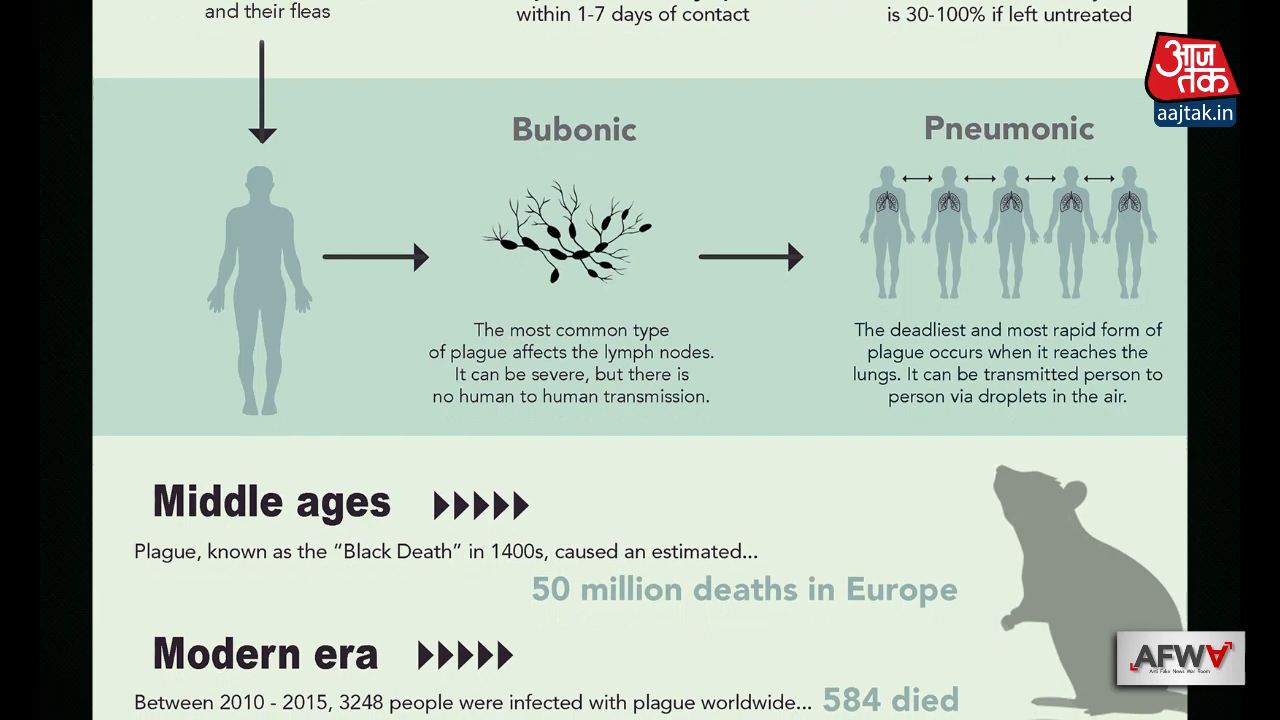 and their fleas
within 1-7 days of contact
is 30-100% if left untreated
आज
तक
aajtak.in
Bubonic
Pneumonic
The most common type
of plague affects the lymph nodes.
It can be severe, but there is
no human to human transmission.
The deadliest and most rapid form of
plague occurs when it reaches the
lungs. It can be transmitted person to
person via droplets in the air.
Middle ages
Plague, known as the “Black Death” in 1400s, caused an estimated...
50 million deaths in Europe
Modern era
Between 2010 - 2015, 3248 people were infected with plague worldwide... 584 died
AFWA
Anti Fake News War Room